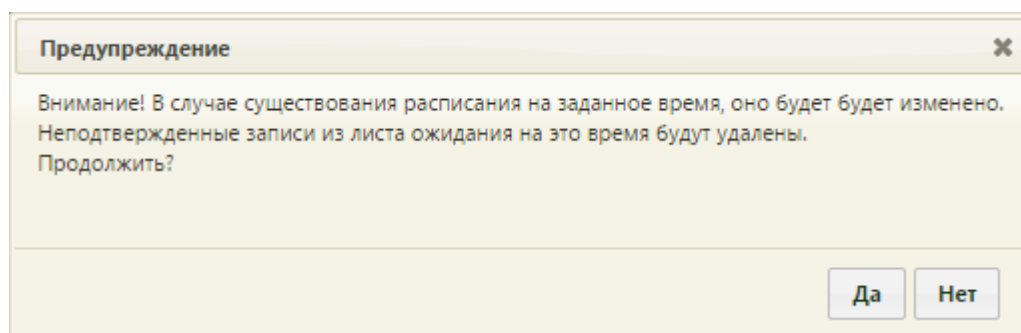 Предупреждение
Внимание! В случае существования расписания на заданное время, оно будет будет изменено.
Неподтвержденные записи из листа ожидания на это время будут удалены.
Продолжить?
Да Нет